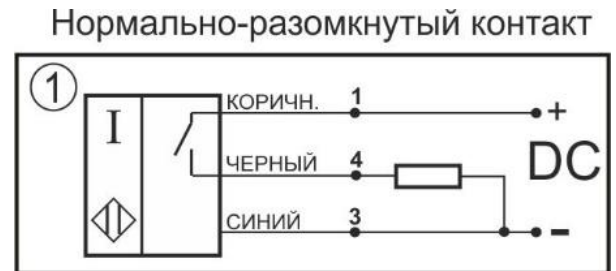 Нормально-разомкнутый контакт
1
I
КОРИЧН. 1 +
ЧЕРНЫЙ 4 DC
СИНИЙ 3 -